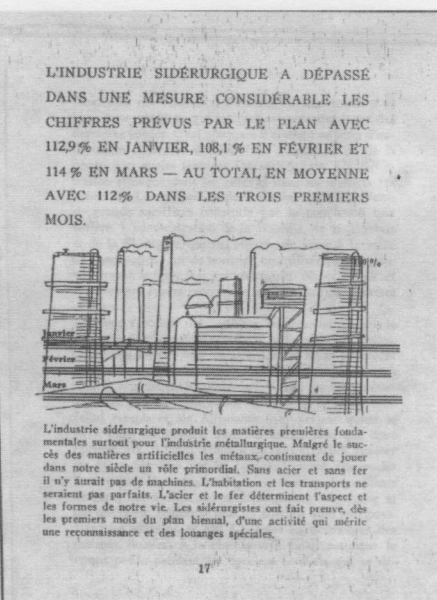 L'INDUSTRIE SIDÉRURGIQUE A DÉPASSÉ
DANS UNE MESURE CONSIDÉRABLE LES
CHIFFRES PRÉVUS PAR LE PLAN AVEC
112,9% EN JANVIER, 108,1 % EN FÉVRIER ET
114 % EN MARS — AU TOTAL EN MOYENNE
AVEC 112% DANS LES TROIS PREMIERS
MOIS.
Janvier
Février
Mars
L'industrie sidérurgique produit les matières premières fonda-
mentales surtout pour l'industrie métallurgique. Malgré le suc-
cès des matières artificielles les métaux continuent de jouer
dans notre siècle un rôle primordial. Sans acier et sans fer
il n'y aurait pas de machines. L'habitation et les transports ne
seraient pas parfaits. L'acier et le fer déterminent l'aspect et
les formes de notre vie. Les sidérurgistes ont fait preuve, dès
les premiers mois du plan biennal, d'une activité qui mérite
une reconnaissance et des louanges spéciales.
17